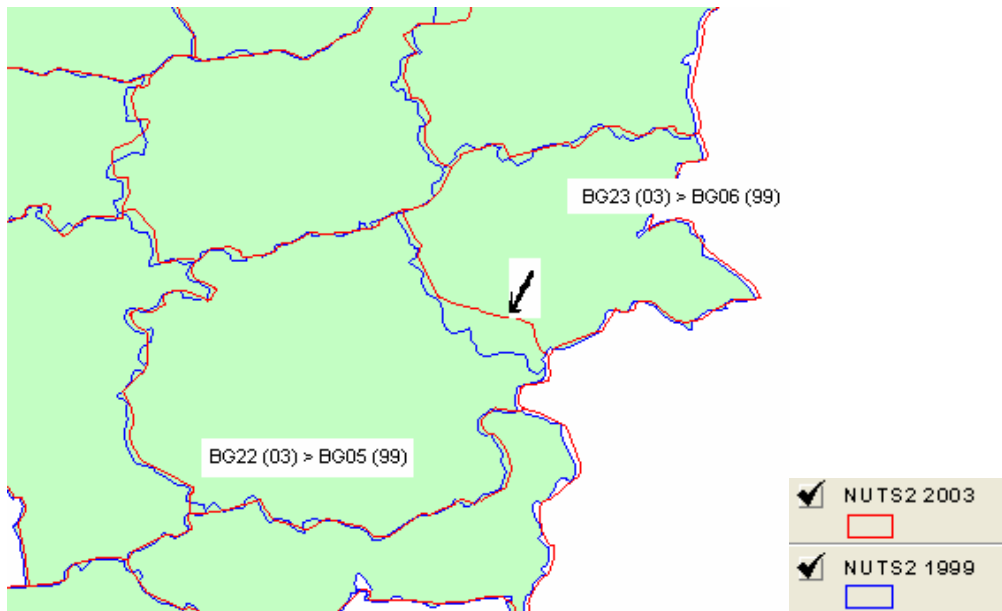 BG23 (03) > BG06 (99)
BG22 (03) > BG05 (99)
NUTS2 2003
NUTS2 1999